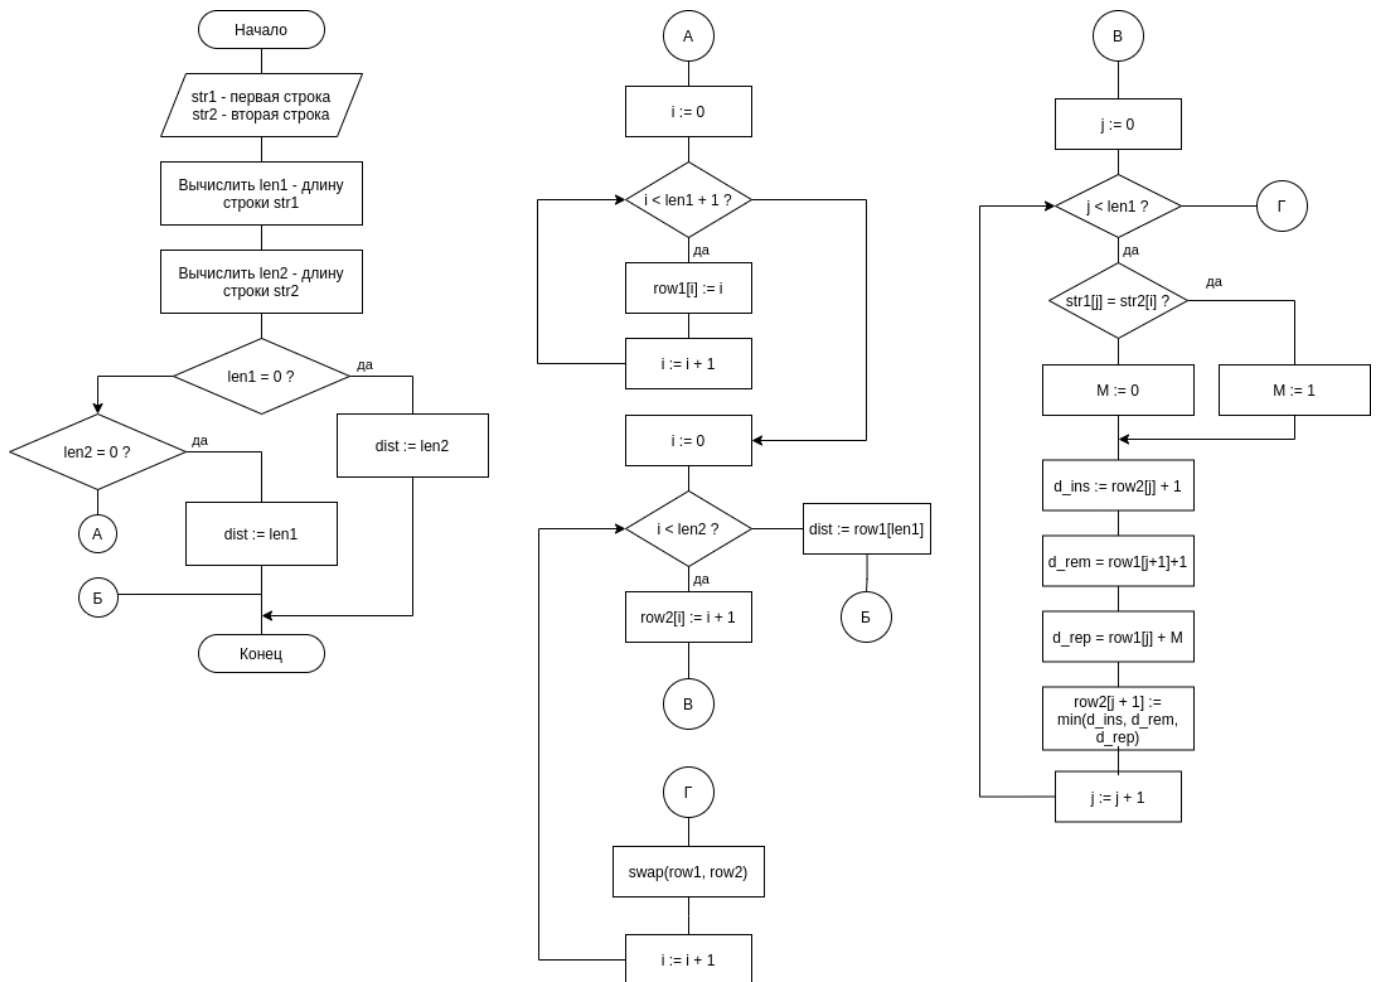 Начало
str1 - первая строка
str2 - вторая строка
Вычислить len1 - длину
строки str1
Вычислить len2 - длину
строки str2
len1 = 0 ?
да
dist := len2
len2 = 0 ?
да
dist := len1
А
Б
Конец
А
i := 0
i < len1 + 1 ?
да
row1[i] := i
i := i + 1
i := 0
i < len2 ?
dist := row1[len1]
Б
да
row2[i] := i + 1
В
Г
swap(row1, row2)
i := i + 1
В
j := 0
j < len1 ?
Г
да
str1[j] = str2[i] ?
да
M := 0
M := 1
d_ins := row2[j] + 1
d_rem = row1[j+1]+1
d_rep = row1[j] + M
row2[j + 1] :=
min(d_ins, d_rem,
d_rep)
j := j + 1